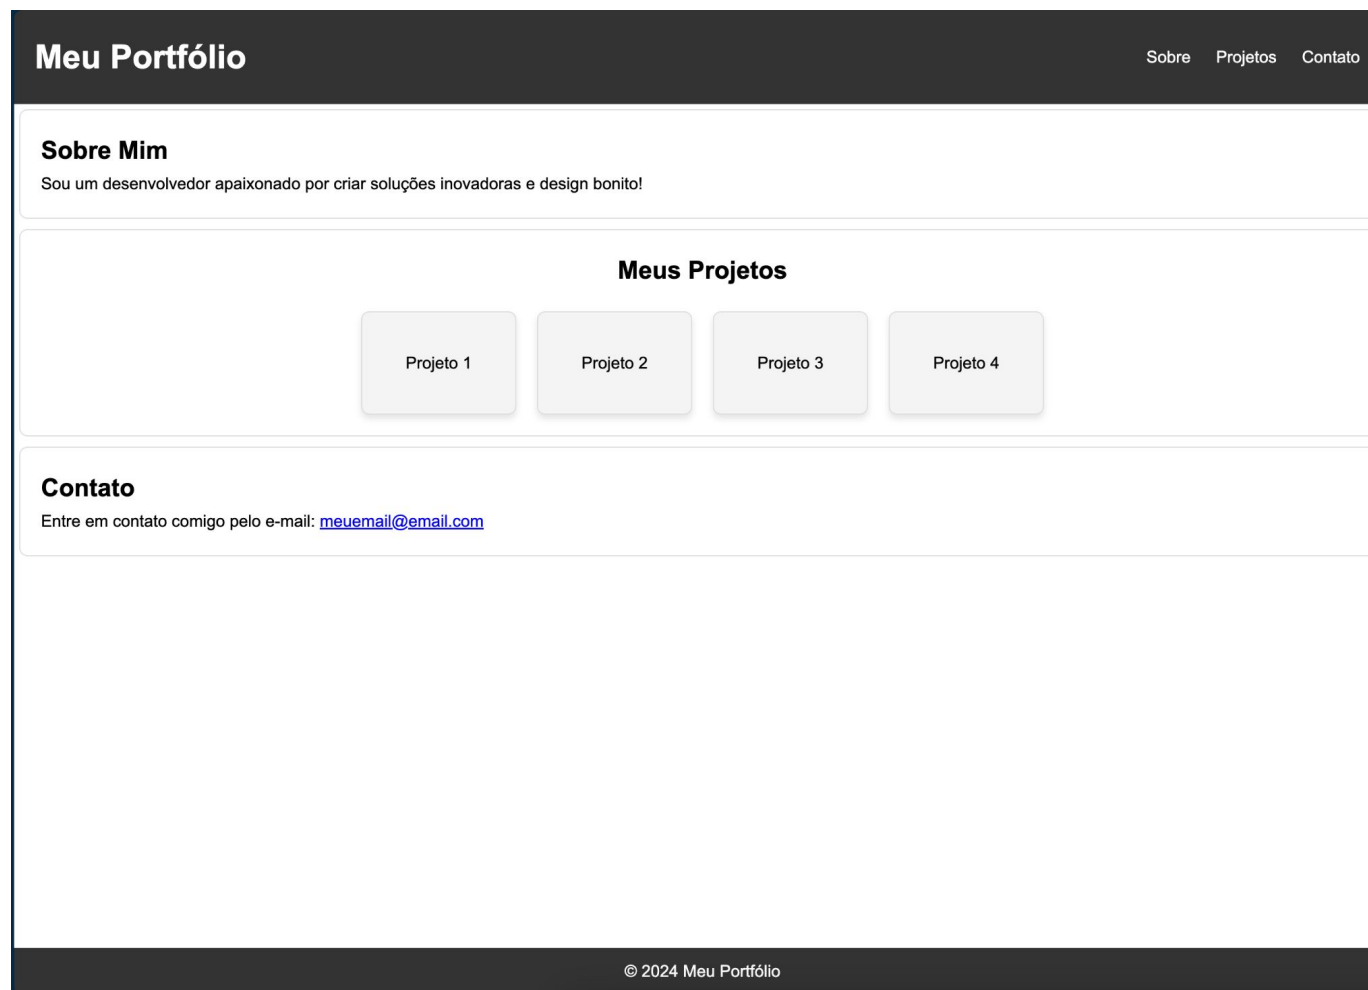 Meu Portfólio
Sobre Projetos Contato
Sobre Mim
Sou um desenvolvedor apaixonado por criar soluções inovadoras e design bonito!
Meus Projetos
Projeto 1
Projeto 2
Projeto 3
Projeto 4
Contato
Entre em contato comigo pelo e-mail: meuemail@email.com
© 2024 Meu Portfólio